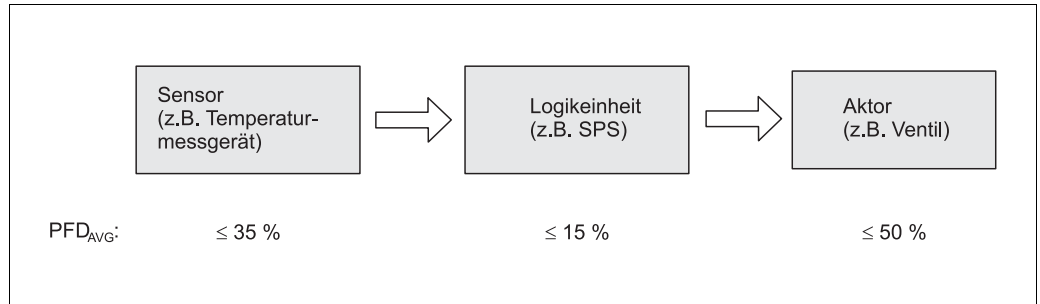 Sensor
(z.B. Temperatur-
messgerät)
Logikeinheit
(z.B. SPS)
Aktor
(z.B. Ventil)
PFD_AVG: ≤ 35 % ≤ 15 % ≤ 50 %